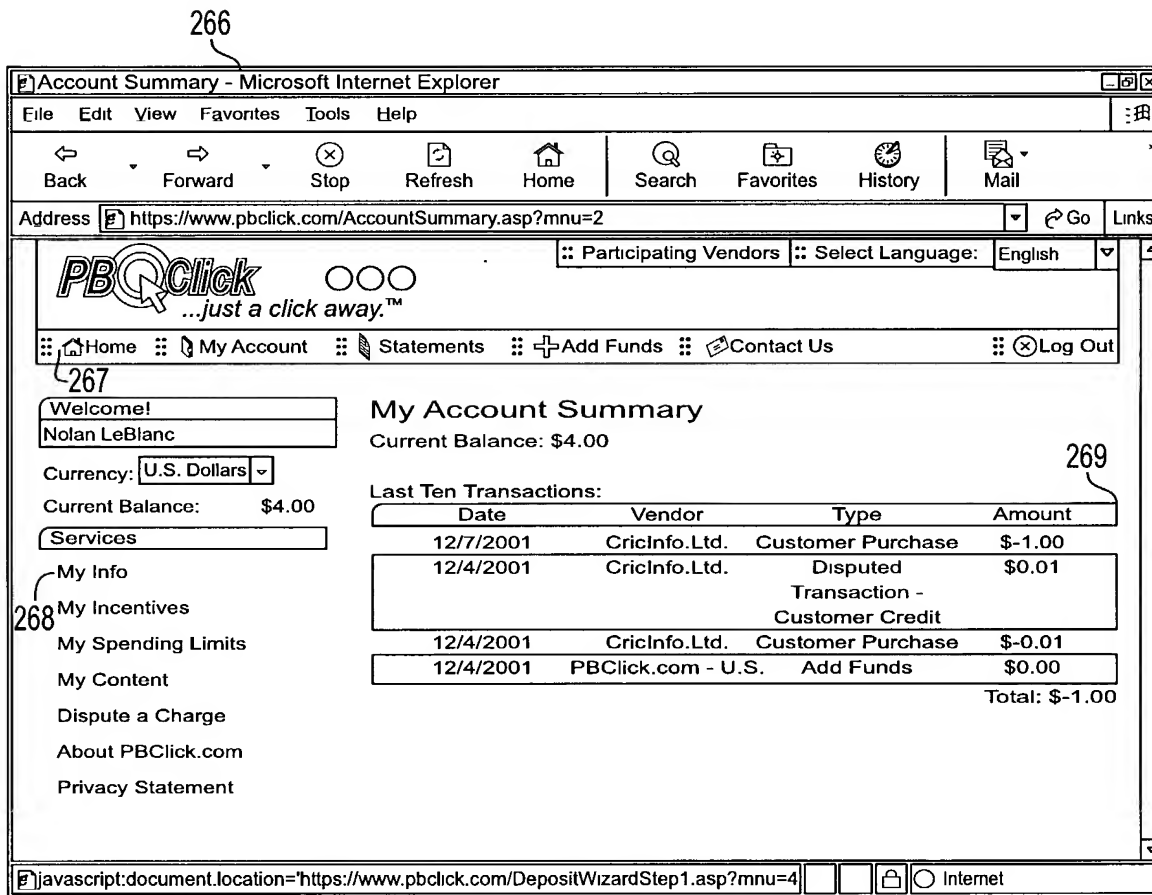 266
Account Summary - Microsoft Internet Explorer
File Edit View Favorites Tools Help
Back Forward Stop Refresh Home Search Favorites History Mail
Address https://www.pbclick.com/AccountSummary.asp?mnu=2 Go Links
PBClick
...just a click away.™
Participating Vendors Select Language: English
Home My Account Statements Add Funds Contact Us Log Out
267
Welcome!
Nolan LeBlanc
Currency: U.S. Dollars
Current Balance: $4.00
Services
My Info
268
My Incentives
My Spending Limits
My Content
Dispute a Charge
About PBClick.com
Privacy Statement
My Account Summary
Current Balance: $4.00
269
Last Ten Transactions:
Date Vendor Type Amount
12/7/2001 CricInfo.Ltd. Customer Purchase $-1.00
12/4/2001 CricInfo.Ltd. Disputed $0.01
Transaction -
Customer Credit
12/4/2001 CricInfo.Ltd. Customer Purchase $-0.01
12/4/2001 PBClick.com - U.S. Add Funds $0.00
Total: $-1.00
javascript:document.location='https://www.pbclick.com/DepositWizardStep1.asp?mnu=4 Internet